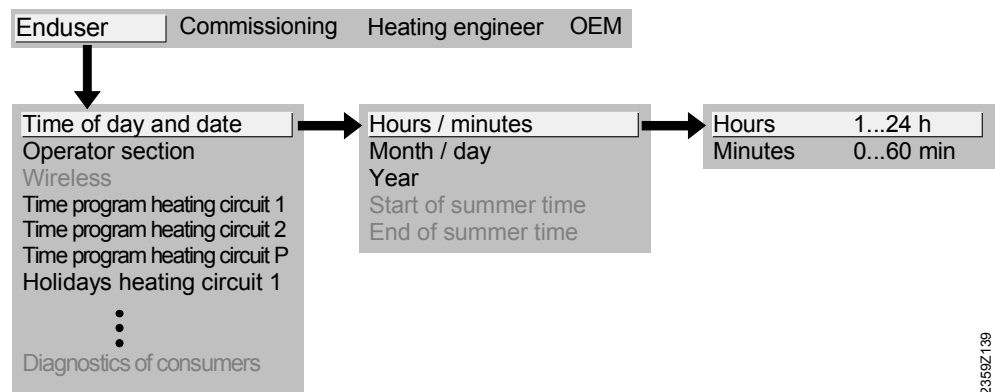 Enduser Commissioning Heating engineer OEM
Time of day and date
Operator section
Wireless
Time program heating circuit 1
Time program heating circuit 2
Time program heating circuit P
Holidays heating circuit 1
Diagnostics of consumers
Hours / minutes
Month / day
Year
Start of summer time
End of summer time
Hours 1...24 h
Minutes 0...60 min
2359Z139